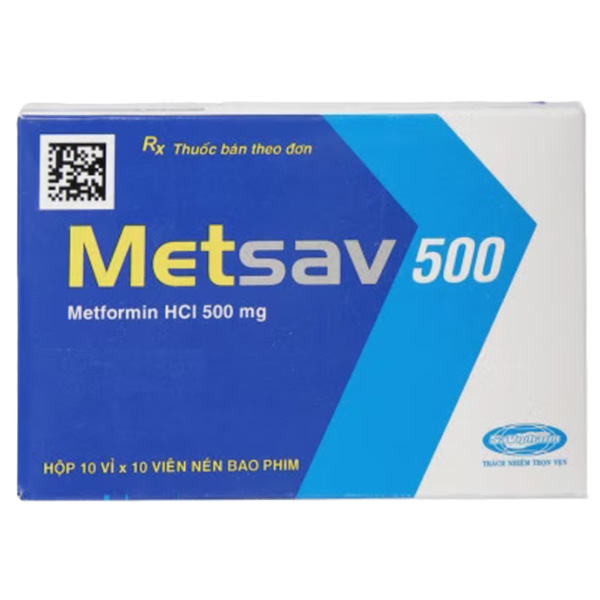 Rx Thuốc bán theo đơn
Metsav 500
Metformin HCl 500 mg
HỘP 10 VỈ x 10 VIÊN NÉN BAO PHIM
SaVipharm
TRÁCH NHIỆM TRỌN VẸN